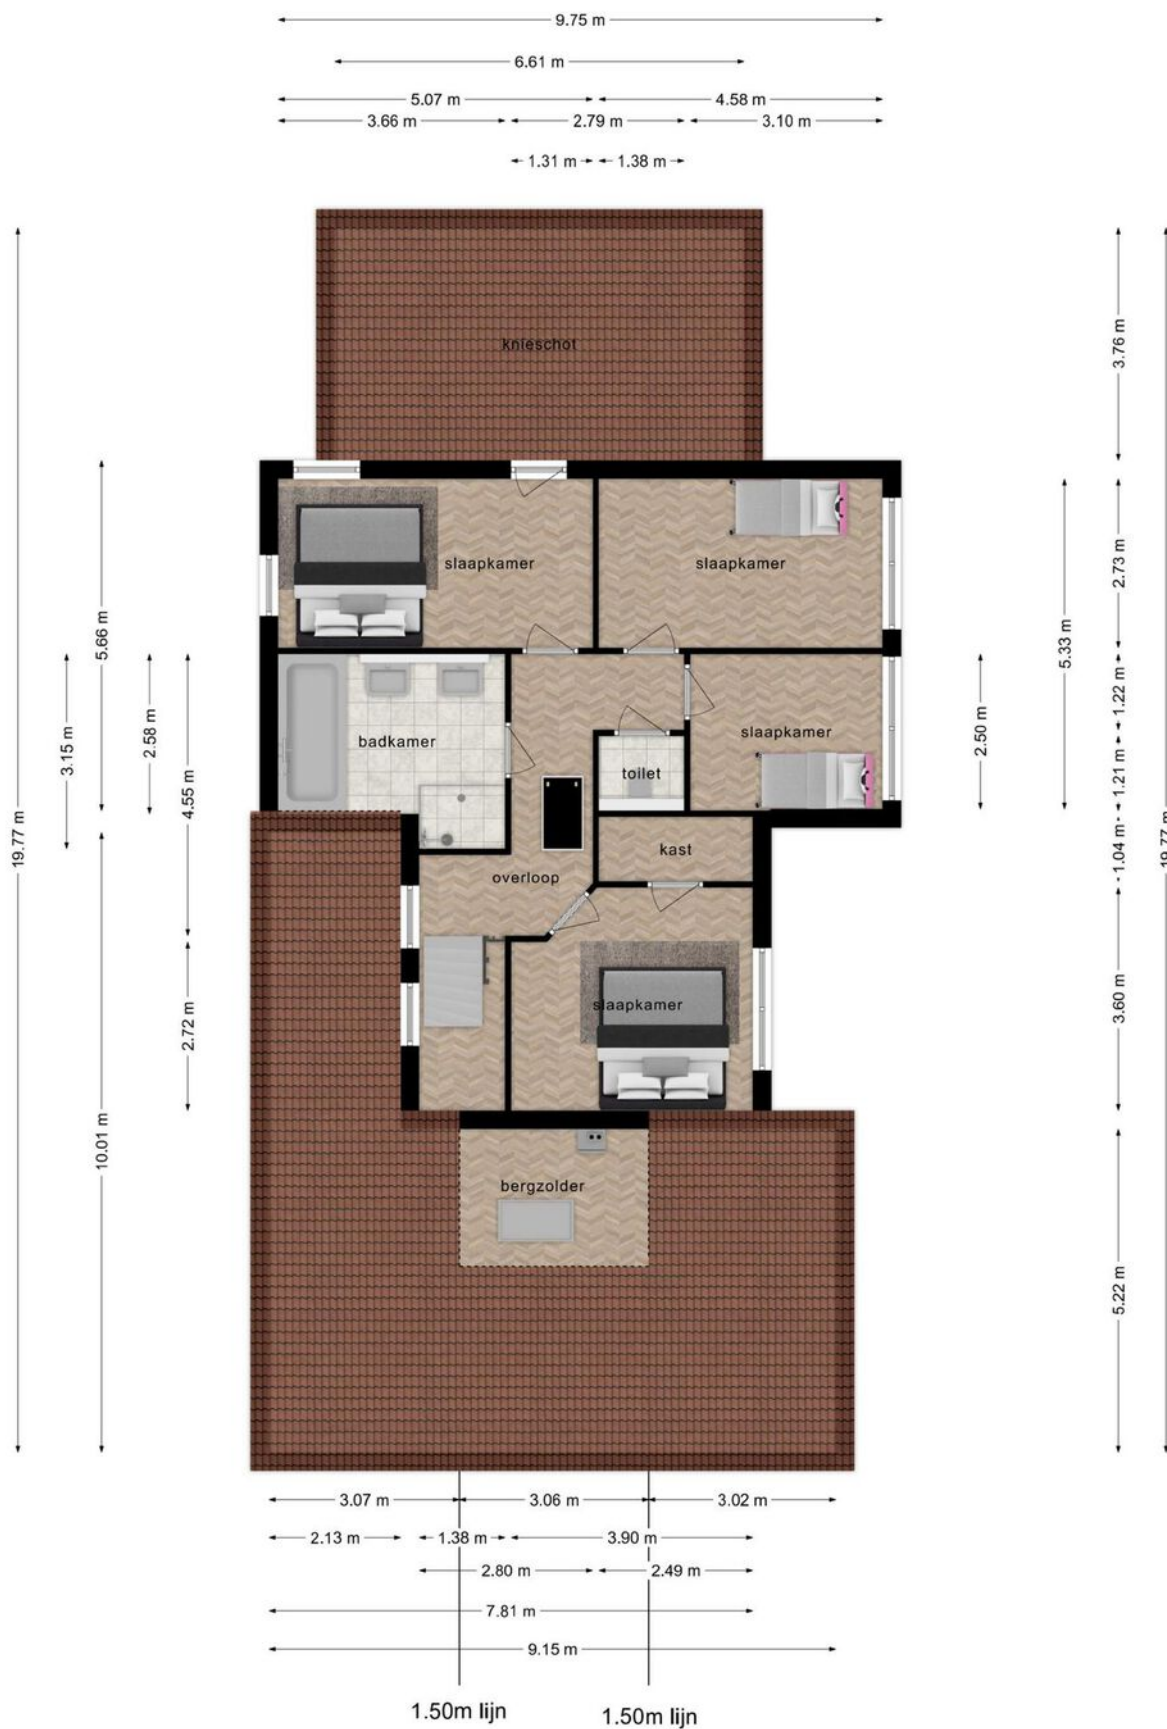 9.75 m
6.61 m
5.07 m
4.58 m
3.66 m
2.79 m
3.10 m
1.31 m
1.38 m
knieschot
3.76 m
slaapkamer
slaapkamer
2.73 m
5.66 m
5.33 m
3.15 m
2.58 m
4.55 m
badkamer
slaapkamer
toilet
2.50 m
1.22 m
1.21 m
19.77 m
19.77 m
kast
1.04 m
overloop
slaapkamer
2.72 m
3.60 m
10.01 m
bergzolder
5.22 m
3.07 m
3.06 m
3.02 m
2.13 m
1.38 m
3.90 m
2.80 m
2.49 m
7.81 m
9.15 m
1.50m lijn
1.50m lijn